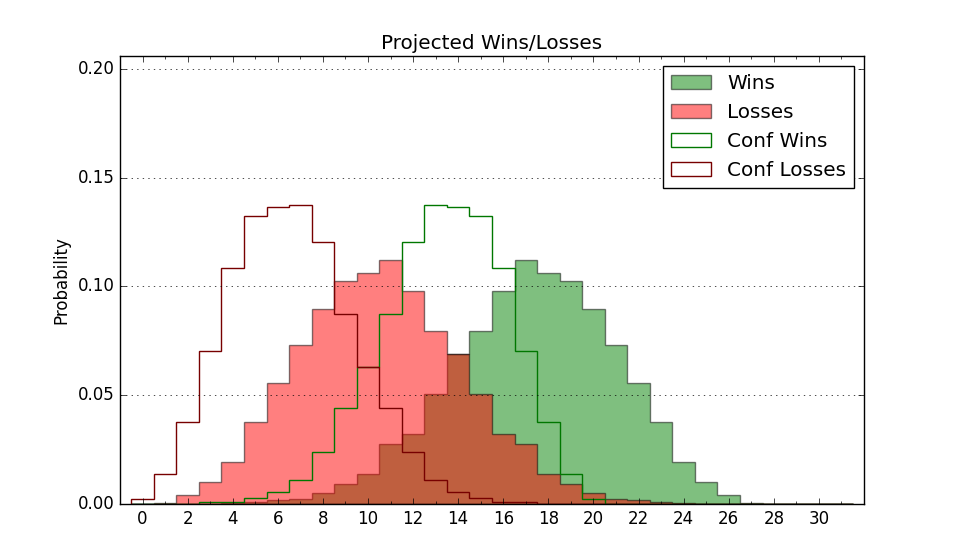 Projected Wins/Losses
0.20
0.15
0.10
0.05
0.00
Probability
Wins
Losses
Conf Wins
Conf Losses
0 2 4 6 8 10 12 14 16 18 20 22 24 26 28 30